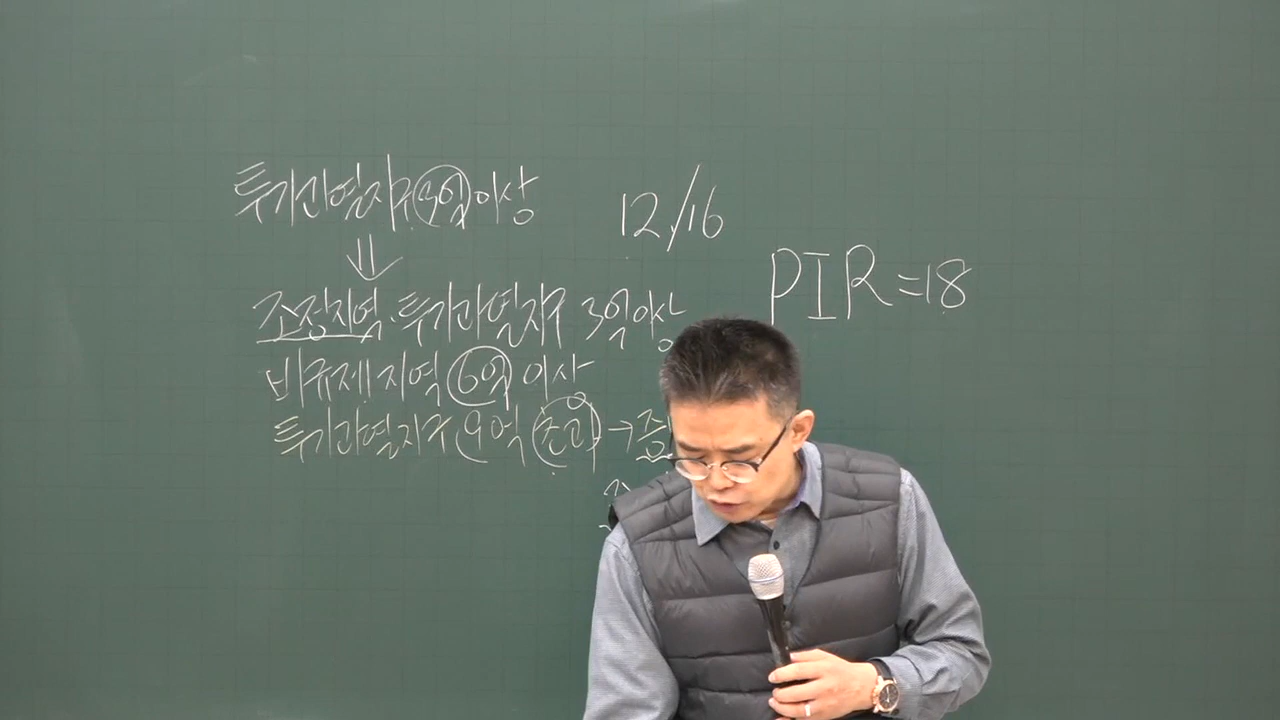 투기과열지구 3억 이상
12/16
⇓
PIR=18
조정지역·투기과열지구 3억이상
비규제지역 6억 이상
투기과열지구 9억 초과 → 증